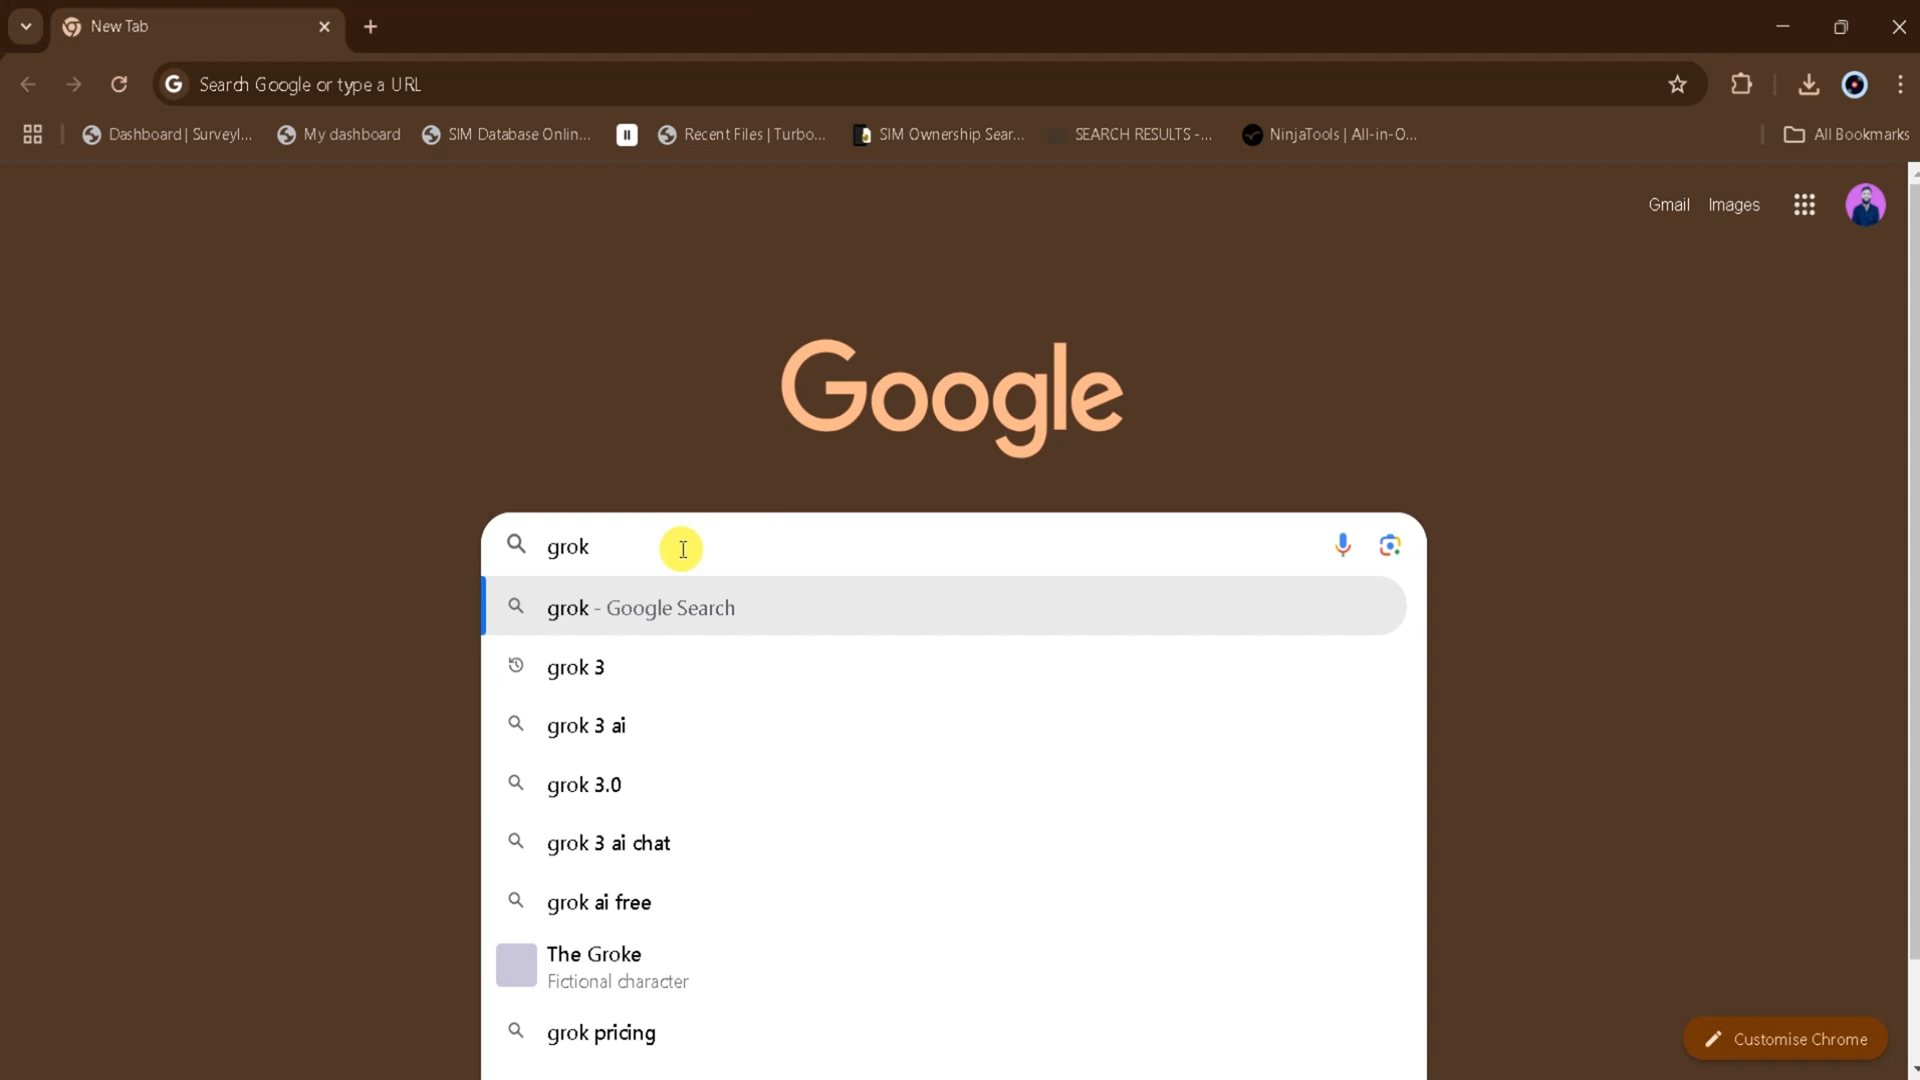 New Tab
Search Google or type a URL
Dashboard | SurveyI... My dashboard SIM Database Onlin... Recent Files | Turbo... SIM Ownership Sear... SEARCH RESULTS -... NinjaTools | All-in-O... All Bookmarks
Gmail Images
Google
grok
grok - Google Search
grok 3
grok 3 ai
grok 3.0
grok 3 ai chat
grok ai free
The Groke
Fictional character
grok pricing
Customise Chrome